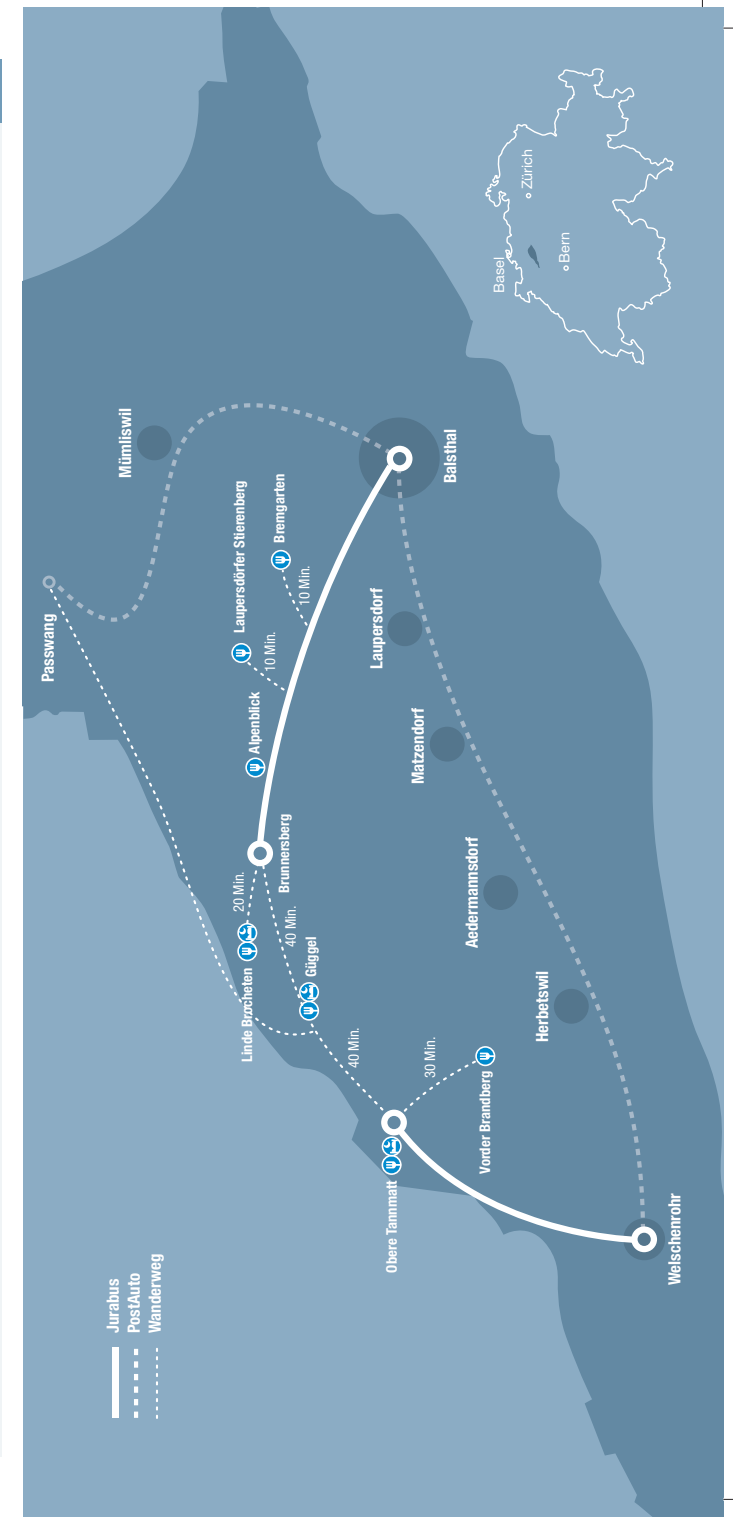 Jurabus
PostAuto
Wanderweg
Passwang
Mümliswil
Laupersdörfer Stierenberg
Bremgarten
10 Min.
10 Min.
Alpenblick
Balsthal
Brunnersberg
20 Min.
40 Min.
Linde Brocheten
Güggel
Laupersdorf
Matzendorf
Aedermannsdorf
Herbetswil
40 Min.
30 Min.
Vorder Brandberg
Obere Tannmatt
Welschenrohr
Basel
Zürich
Bern